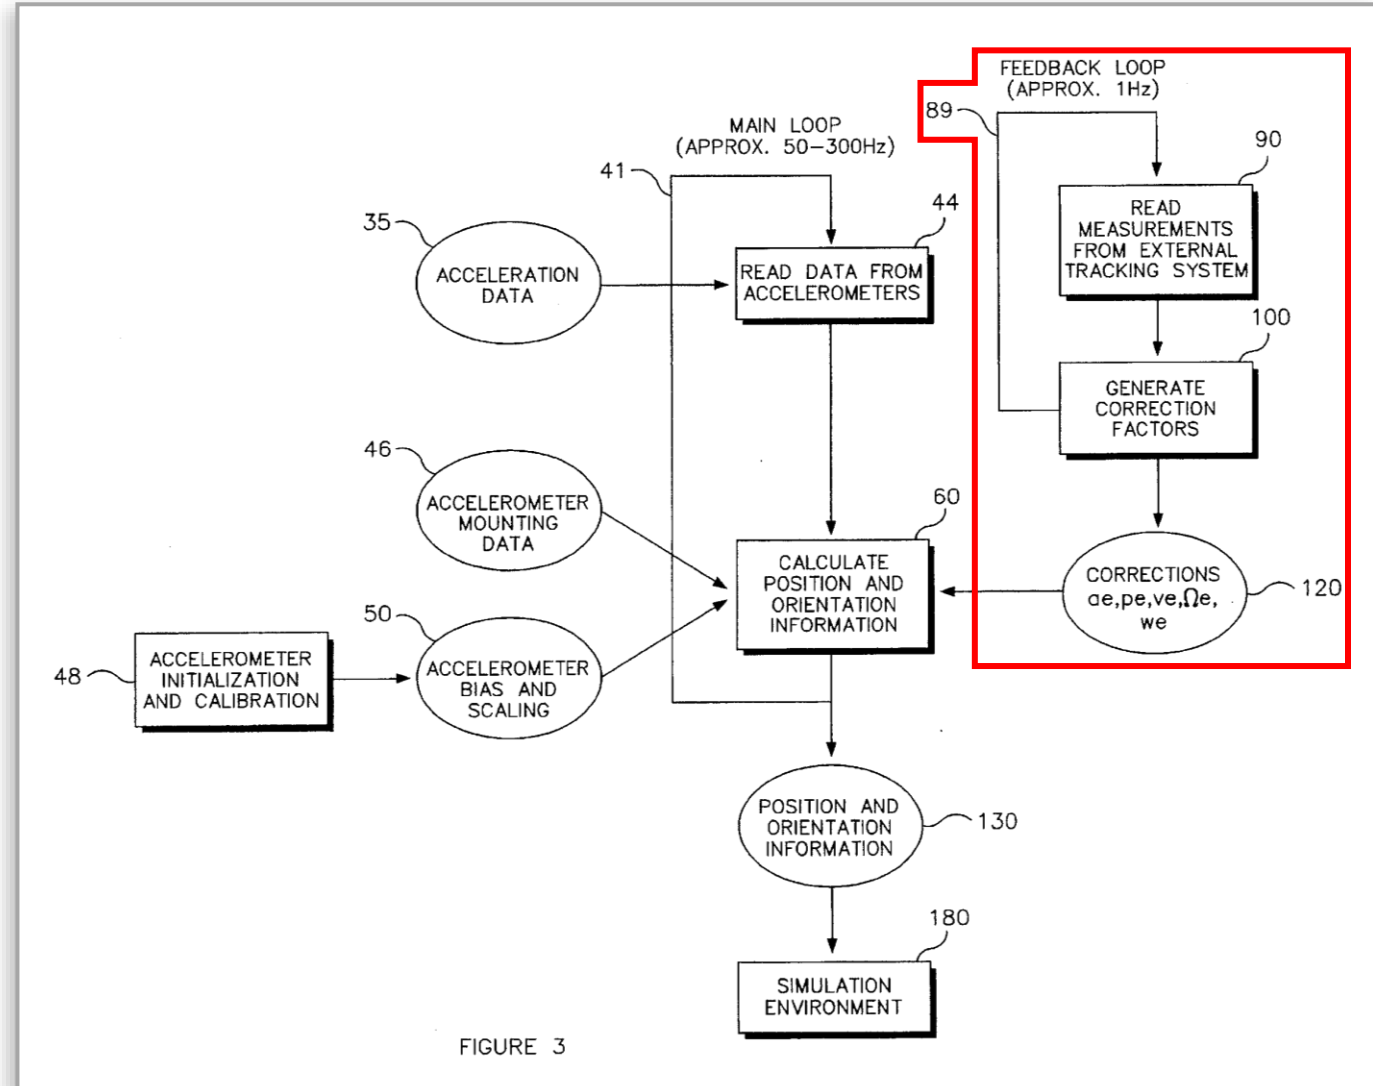 FEEDBACK LOOP
(APPROX. 1Hz)
89
90
READ
MEASUREMENTS
FROM EXTERNAL
TRACKING SYSTEM
100
GENERATE
CORRECTION
FACTORS
CORRECTIONS
ae,pe,ve,Ωe,
we
120
MAIN LOOP
(APPROX. 50-300Hz)
41
44
READ DATA FROM
ACCELEROMETERS
35
ACCELERATION
DATA
46
ACCELEROMETER
MOUNTING
DATA
60
CALCULATE
POSITION AND
ORIENTATION
INFORMATION
50
ACCELEROMETER
BIAS AND
SCALING
48
ACCELEROMETER
INITIALIZATION
AND CALIBRATION
POSITION AND
ORIENTATION
INFORMATION
130
180
SIMULATION
ENVIRONMENT
FIGURE 3